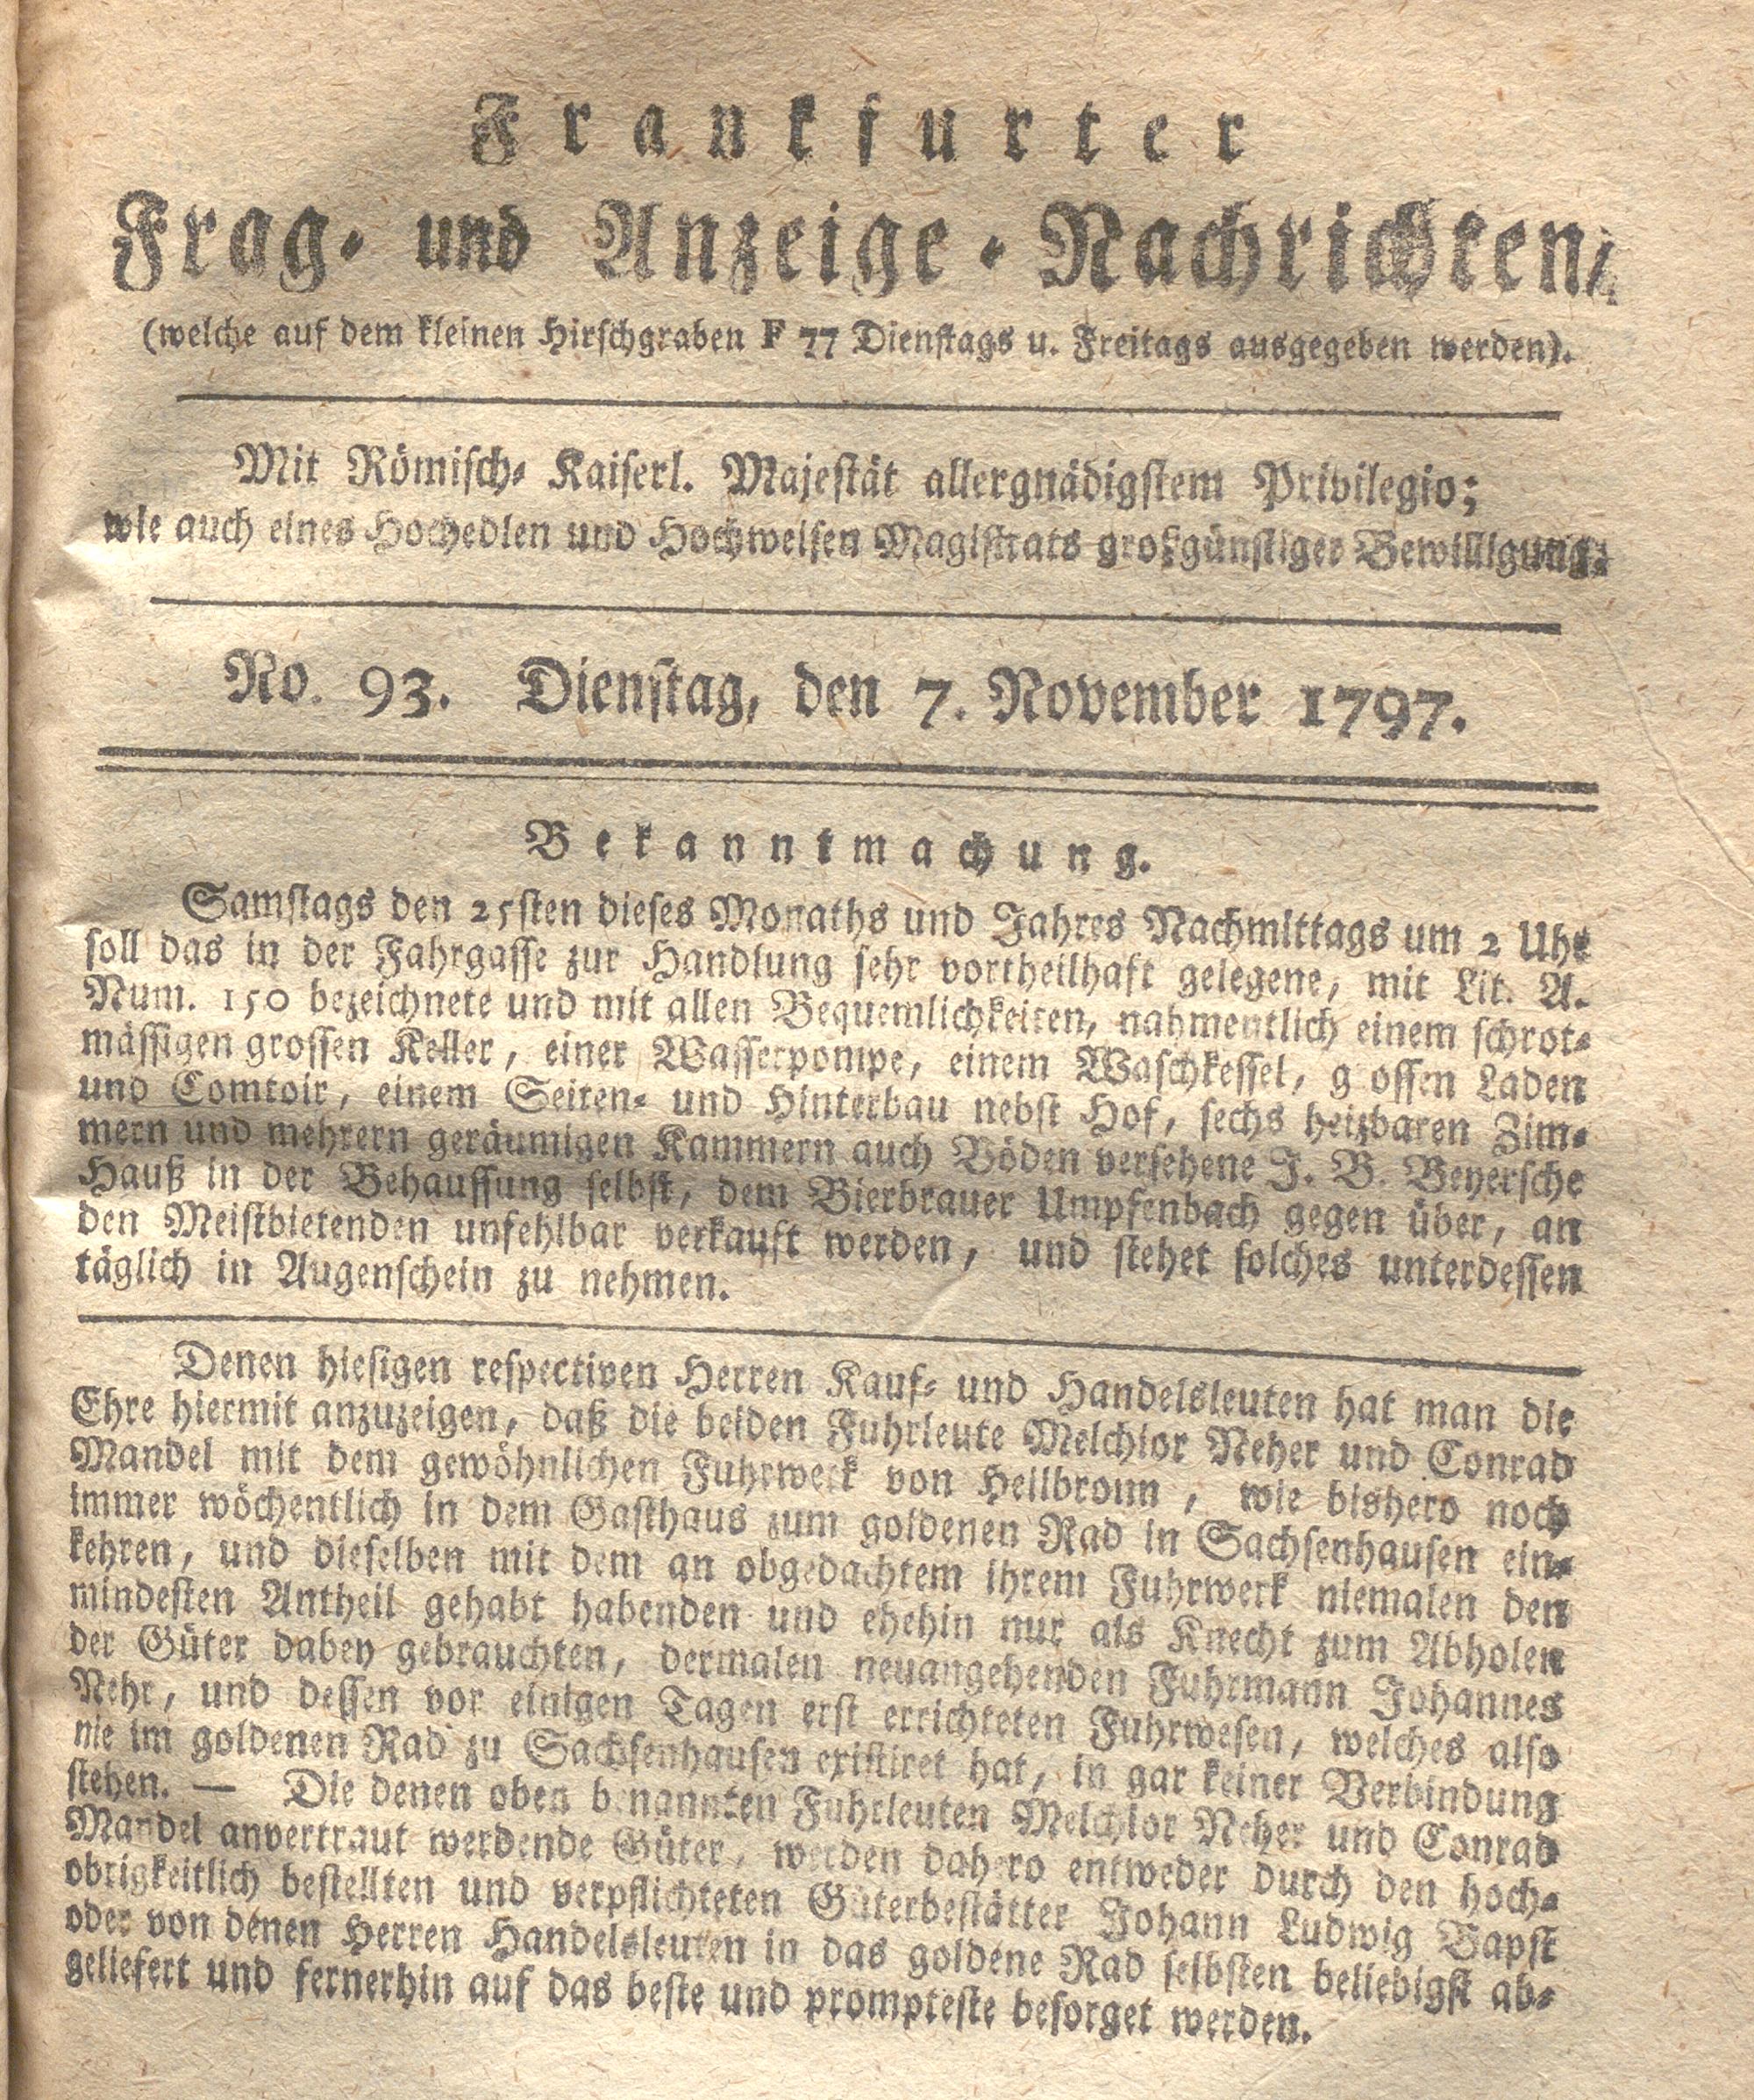 Frankfurter
Frag- und Anzeige-Nachrichten,
(welche auf dem kleinen Hirschgraben F 77 Dienstags u. Freitags ausgegeben werden).
Mit Römisch- Kaiserl. Majestät allergnädigstem Privilegio;
wie auch eines Hochedlen und Hochweisen Magistrats großgünstiger Bewilligung.
No. 93. Dienstag, den 7. November 1797.
Bekanntmachung.
Samstags den 25sten dieses Monaths und Jahres Nachmittags um 2 Uhr
soll das in der Fahrgasse zur Handlung sehr vortheilhaft gelegene, mit Lit. A.
Num. 150 bezeichnete und mit allen Bequemlichkeiten, nahmentlich einem schrot-
mässigen grossen Keller, einer Wasserpompe, einem Waschkessel, g ossen Laden
und Comtoir, einem Seiten- und Hinterbau nebst Hof, sechs heizbaren Zim-
mern und mehrern geräumigen Kammern auch Böden versehene J. B. Beyersche
Hauß in der Behaussung selbst, dem Bierbrauer Umpfenbach gegen über, an
den Meistbietenden unfehlbar verkauft werden, und stehet solches unterdessen
täglich in Augenschein zu nehmen.
Denen hiesigen respectiven Herren Kauf- und Handelsleuten hat man die
Ehre hiermit anzuzeigen, daß die beiden Fuhrleute Melchior Neher und Conrad
Mandel mit dem gewöhnlichen Fuhrwerk von Heilbronn, wie bishero noch
immer wöchentlich in dem Gasthaus zum goldenen Rad in Sachsenhausen ein-
kehren, und dieselben mit dem an obgedachtem ihrem Fuhrwerk niemalen den
mindesten Antheil gehabt habenden und ehehin nur als Knecht zum Abholen
der Güter dabey gebrauchten, dermalen neuangehenden Fuhrmann Johannes
Nehr, und dessen vor einigen Tagen erst errichteten Fuhrwesen, welches also
nie im goldenen Rad zu Sachsenhausen existiret hat, in gar keiner Verbindung
stehen. — Die denen oben benannten Fuhrleuten Melchior Neher und Conrad
Mandel anvertraut werdende Güter, werden dahero entweder durch den hoch-
obrigkeitlich bestellten und verpflichteten Güterbestätter Johann Ludwig Bapst
oder von denen Herren Handelsleuten in das goldene Rad selbsten beliebigst ab-
geliefert und fernerhin auf das beste und prompteste besorget werden.